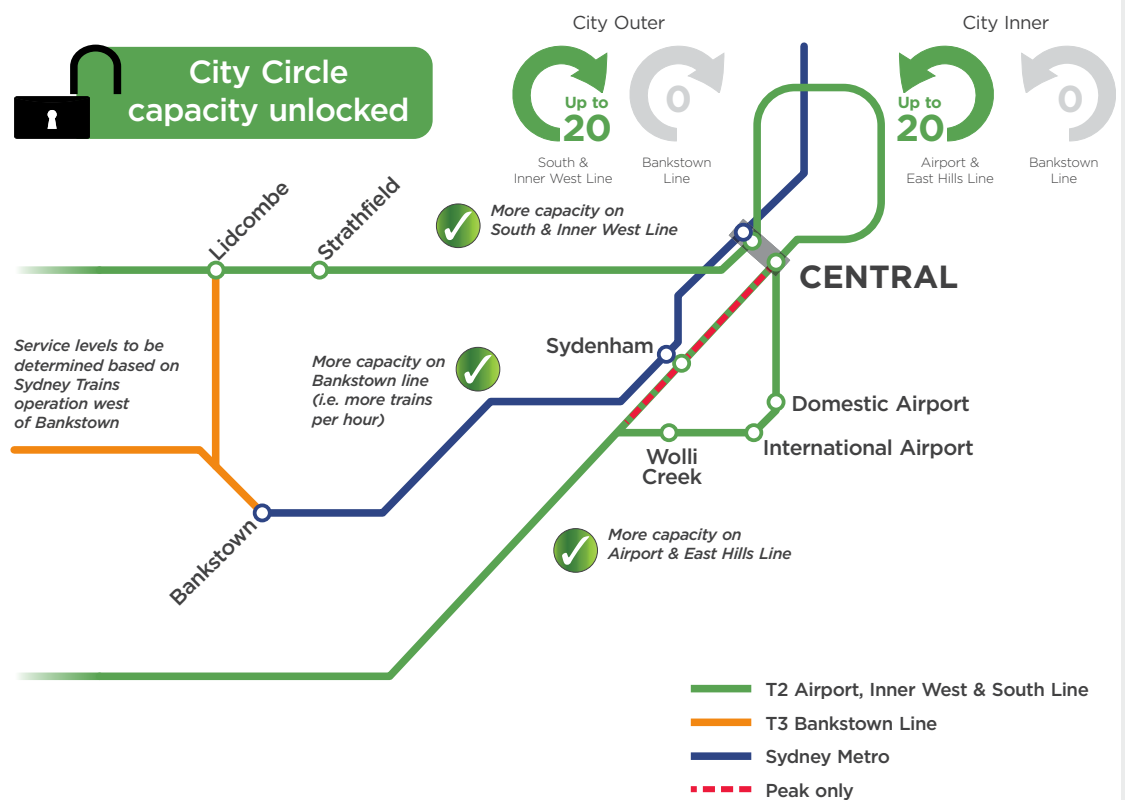 City Circle
capacity unlocked
City Outer
Up to
20
South &
Inner West Line
0
Bankstown
Line
City Inner
Up to
20
Airport &
East Hills Line
0
Bankstown
Line
Lidcombe
Strathfield
More capacity on
South & Inner West Line
CENTRAL
Service levels to be
determined based on
Sydney Trains
operation west
of Bankstown
More capacity on
Bankstown line
(i.e. more trains
per hour)
Sydenham
Domestic Airport
International Airport
Wolli
Creek
Bankstown
More capacity on
Airport & East Hills Line
T2 Airport, Inner West & South Line
T3 Bankstown Line
Sydney Metro
Peak only